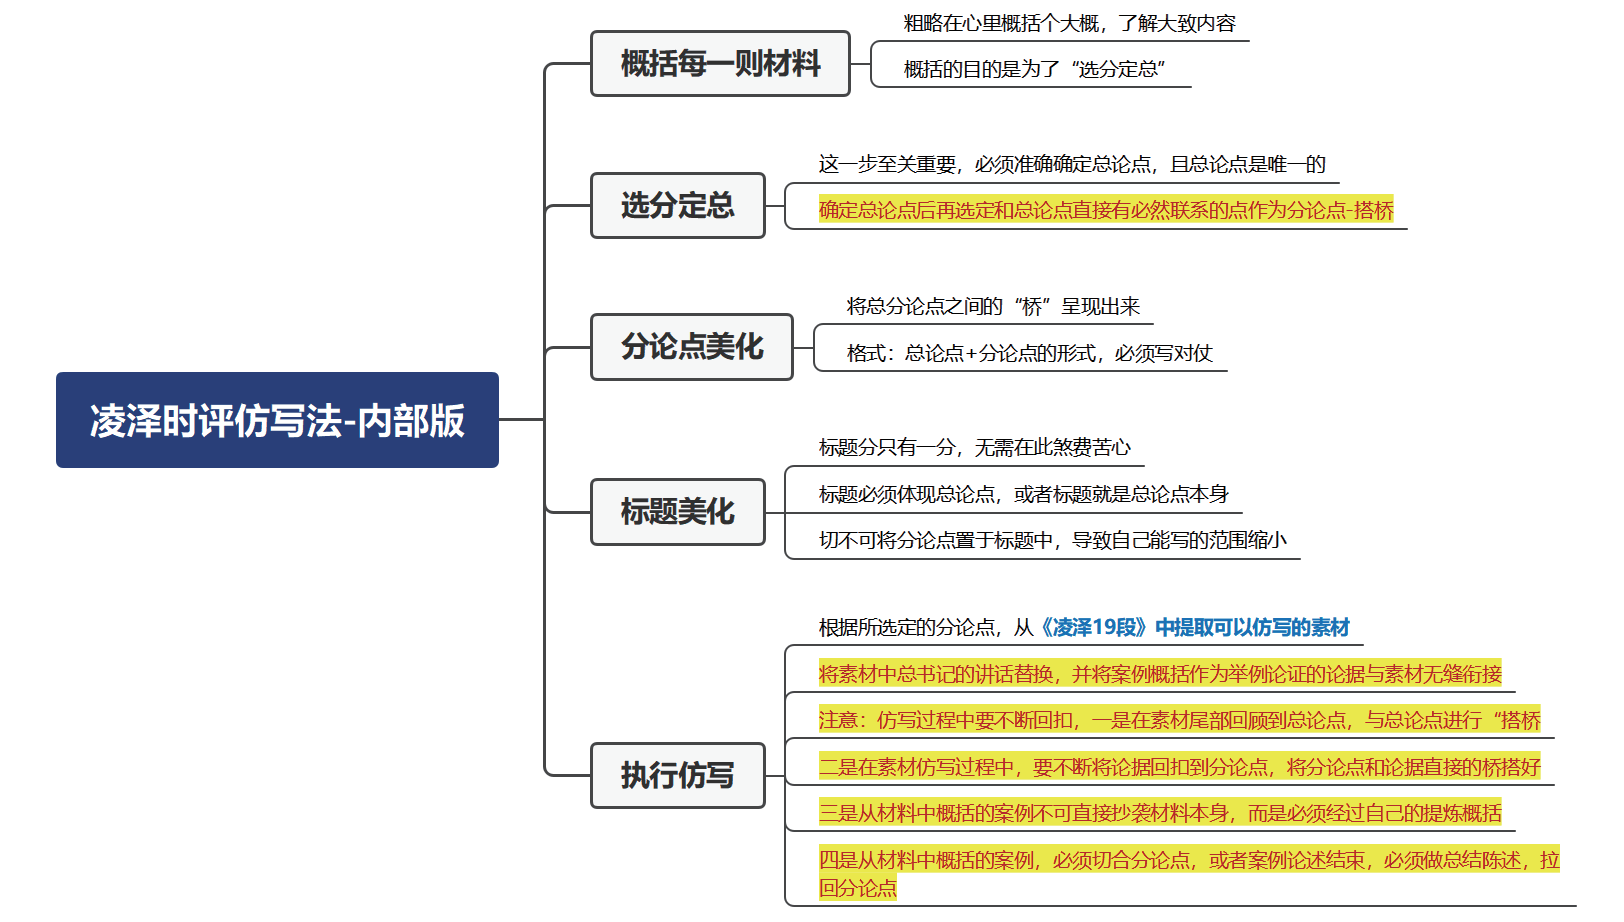 粗略在心里概括个大概，了解大致内容
概括每一则材料
概括的目的是为了“选分定总”
这一步至关重要，必须准确确定总论点，且总论点是唯一的
选分定总
确定总论点后再选定和总论点直接有必然联系的点作为分论点-搭桥
将总分论点之间的“桥”呈现出来
分论点美化
格式：总论点+分论点的形式，必须写对仗
凌泽时评仿写法-内部版
标题分只有一分，无需在此煞费苦心
标题美化
标题必须体现总论点，或者标题就是总论点本身
切不可将分论点置于标题中，导致自己能写的范围缩小
根据所选定的分论点，从《凌泽19段》中提取可以仿写的素材
将素材中总书记的讲话替换，并将案例概括作为举例论证的论据与素材无缝衔接
注意：仿写过程中要不断回扣，一是在素材尾部回顾到总论点，与总论点进行“搭桥
执行仿写
二是在素材仿写过程中，要不断将论据回扣到分论点，将分论点和论据直接的桥搭好
三是从材料中概括的案例不可直接抄袭材料本身，而是必须经过自己的提炼概括
四是从材料中概括的案例，必须切合分论点，或者案例论述结束，必须做总结陈述，拉
回分论点